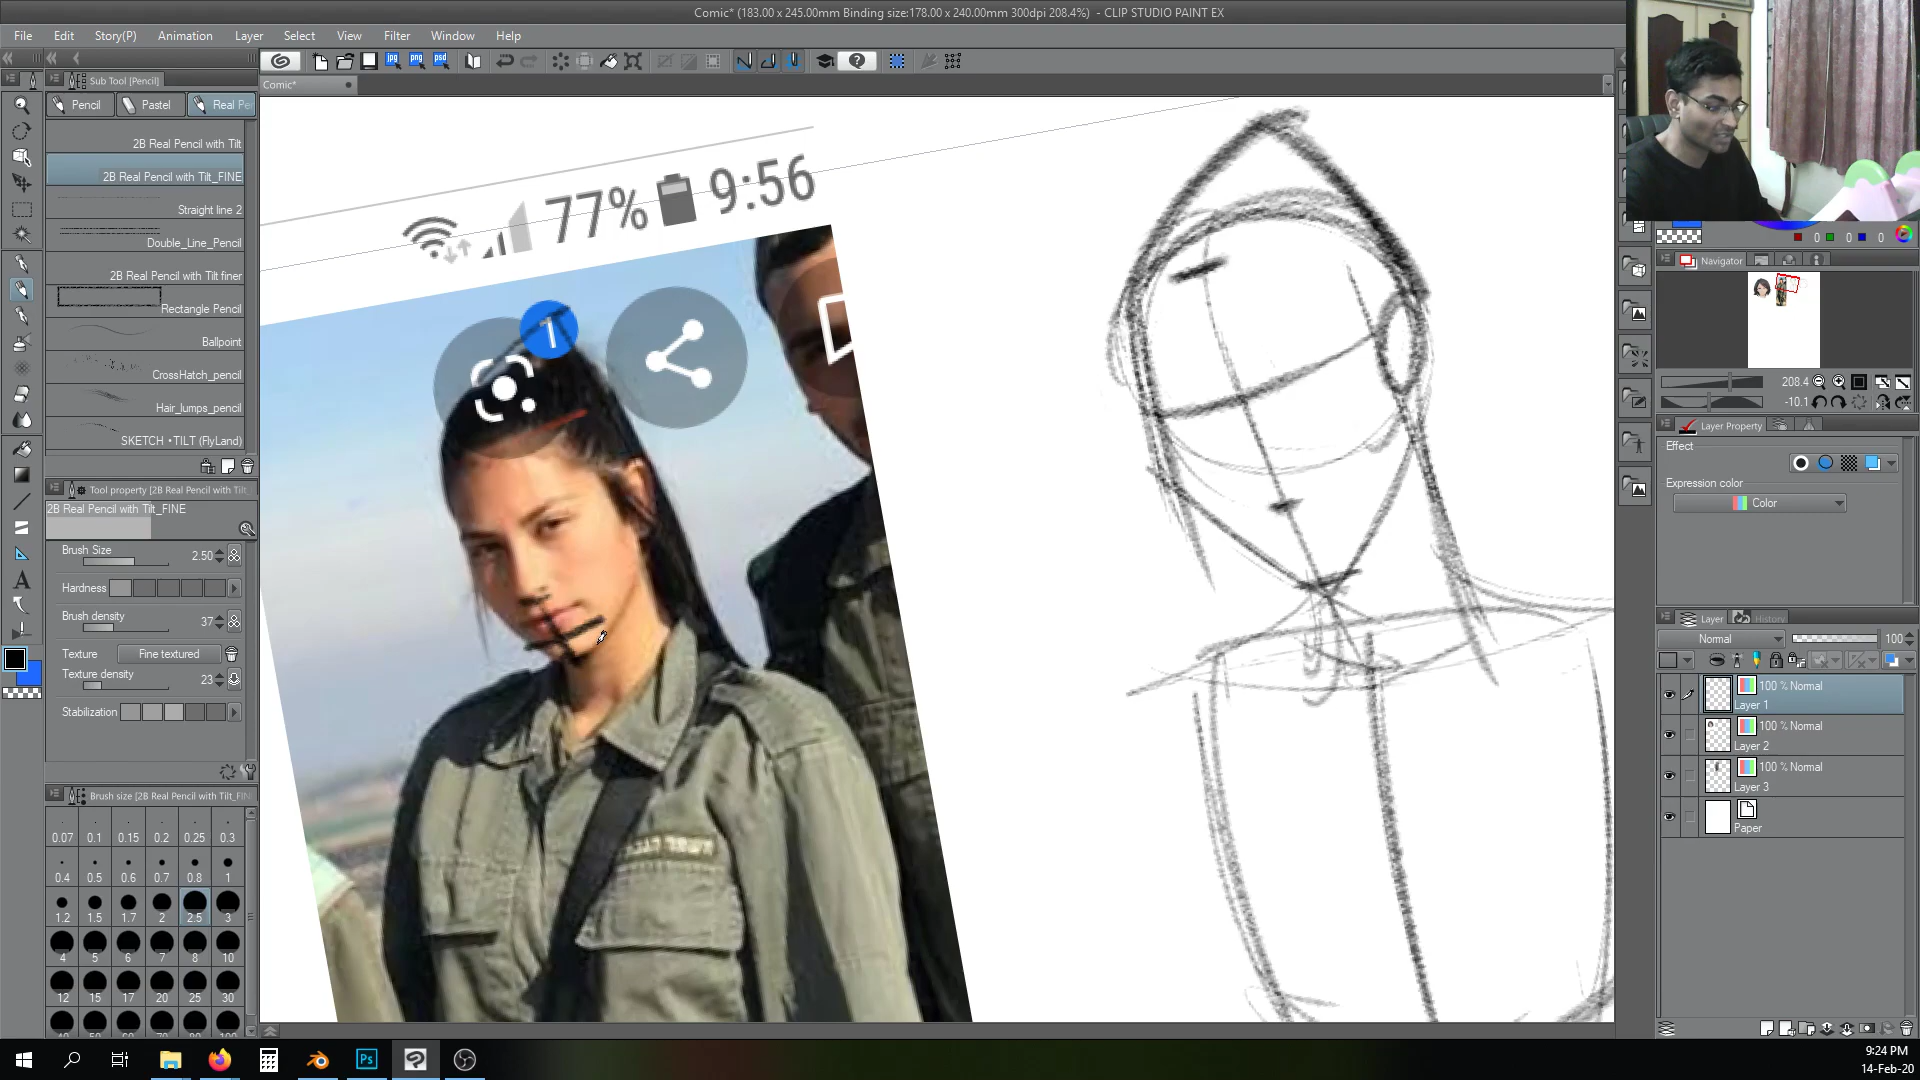 Comic* (183.00 x 245.00mm Binding size:178.00 x 240.00mm 300dpi 208.4%) - CLIP STUDIO PAINT EX
File Edit Story(P) Animation Layer Select View Filter Window Help
Sub Tool [Pencil]
Pencil Pastel Real Pe
Comic*
2B Real Pencil with Tilt
2B Real Pencil with Tilt_FINE
Straight line 2
Double_Line_Pencil
2B Real Pencil with Tilt finer
Rectangle Pencil
Ballpoint
CrossHatch_pencil
Hair_lumps_pencil
SKETCH •TILT (FlyLand)
Tool property [2B Real Pencil with Tilt
2B Real Pencil with Tilt_FINE
Brush Size 2.50
Hardness
Brush density 37
Texture Fine textured
Texture density 23
Stabilization
Brush size [2B Real Pencil with Tilt_FIN
0.07 0.1 0.15 0.2 0.25 0.3
0.4 0.5 0.6 0.7 0.8 1
1.2 1.5 1.7 2 2.5 3
4 5 6 7 8 10
12 15 17 20 25 30
jpg png psd
77% 9:56
1
0 0 0
Navigator
208.4
-10.1
Layer Property
Effect
Expression color
Color
Layer History
Normal 100
100 % Normal
Layer 1
100 % Normal
Layer 2
100 % Normal
Layer 3
Paper
Ps
9:24 PM
14-Feb-20